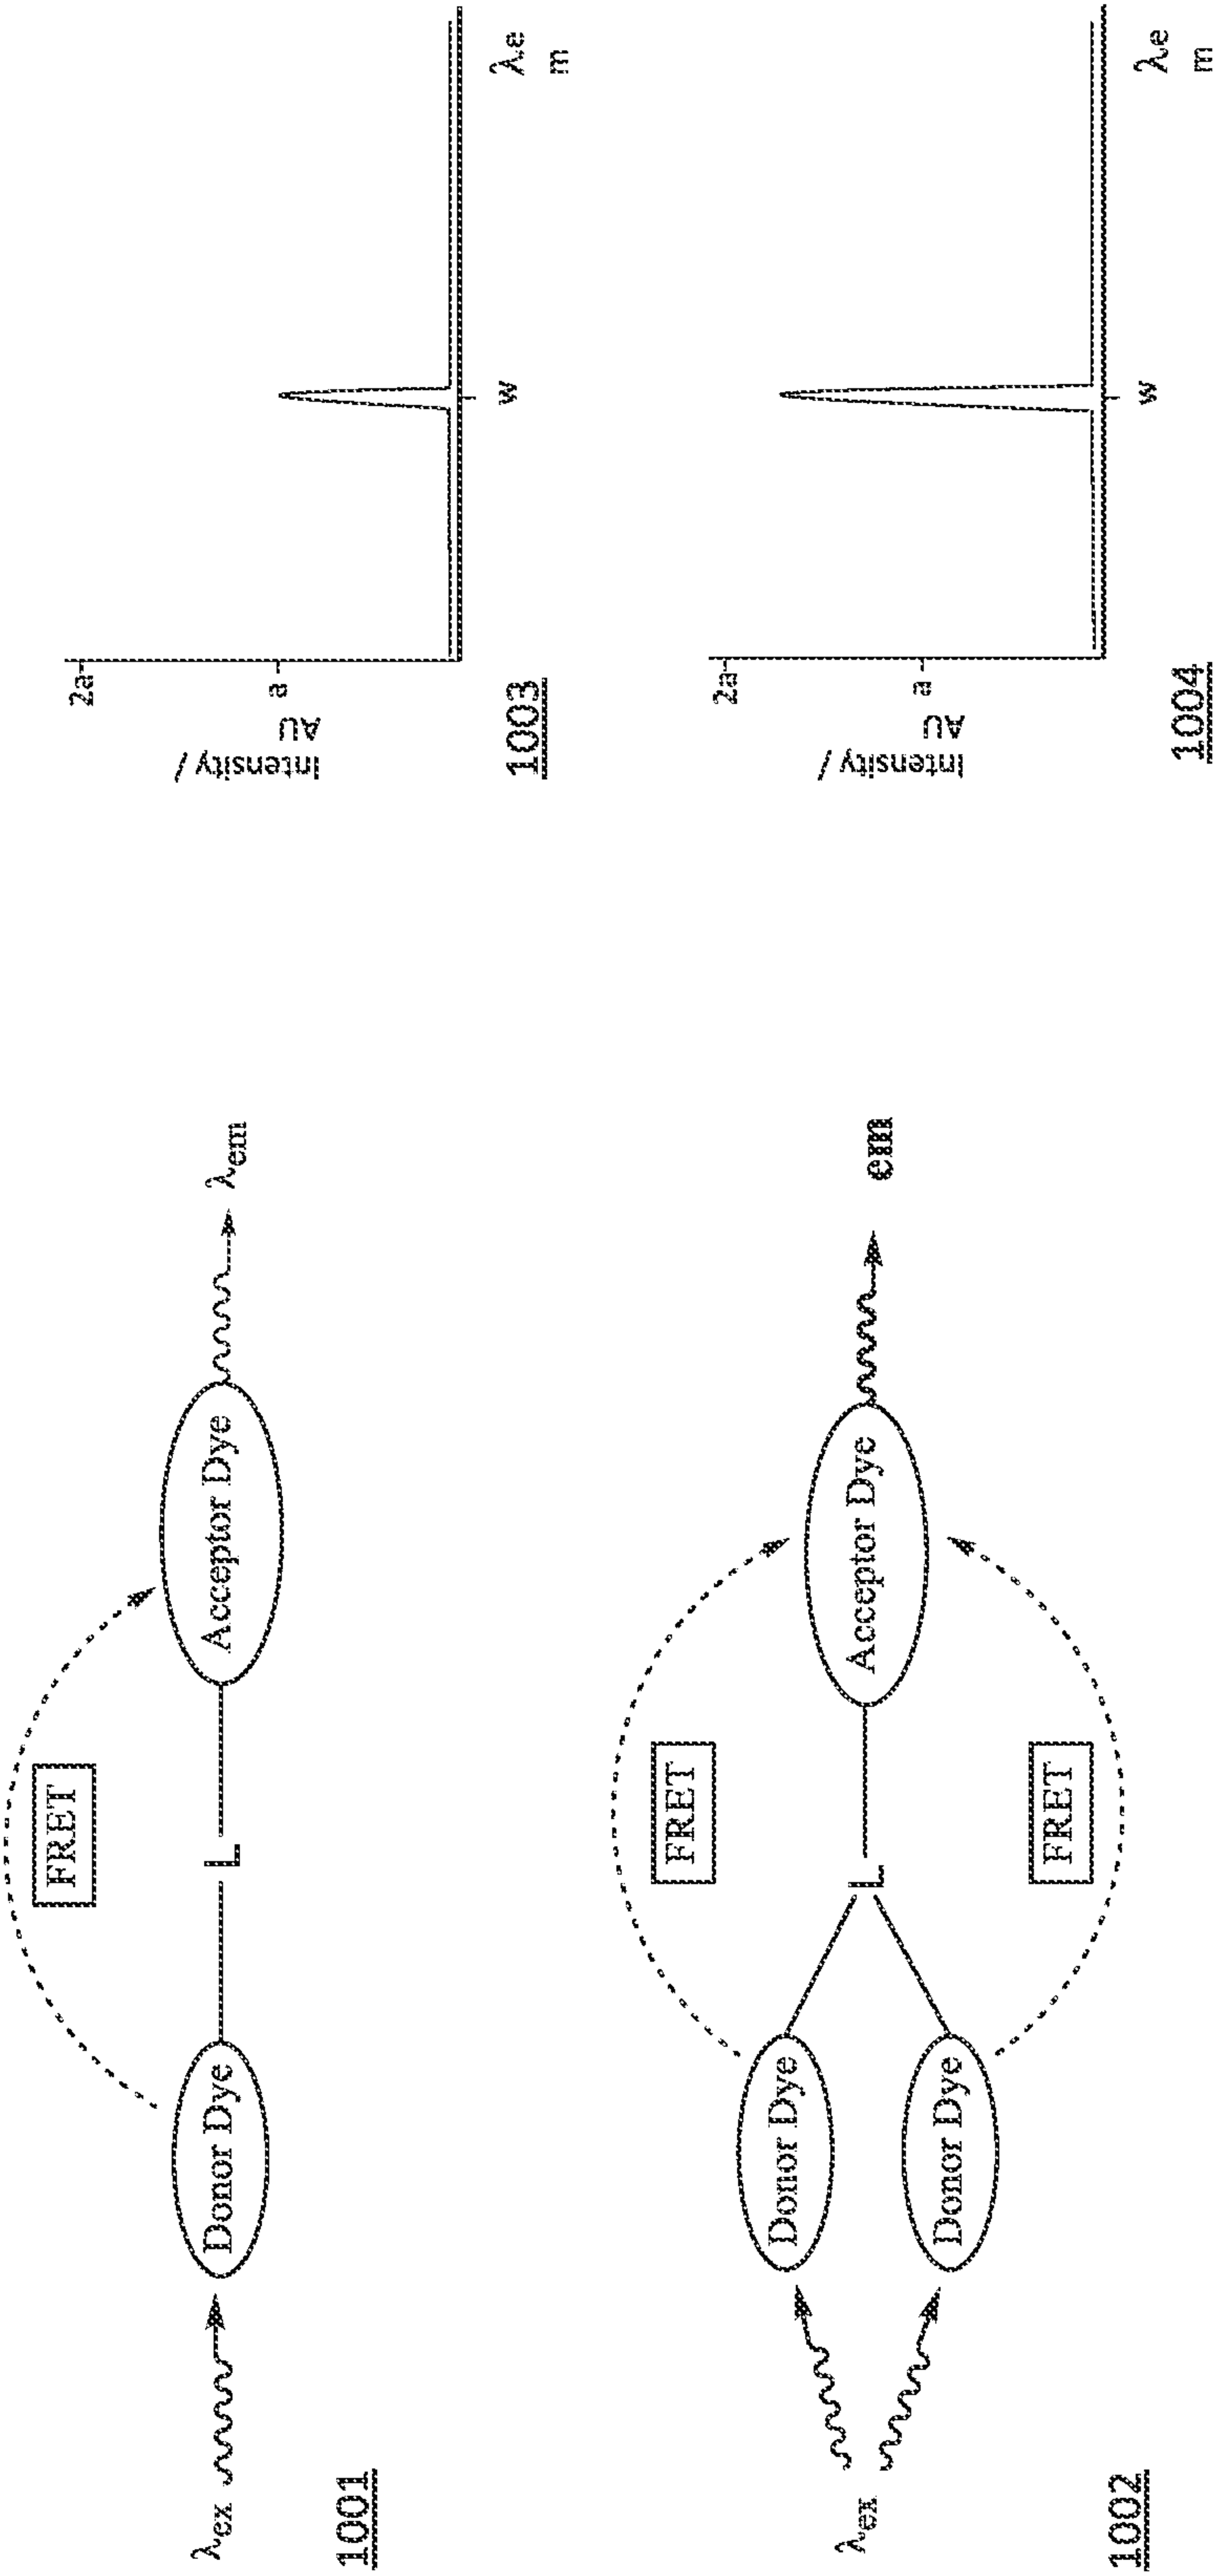 λex
Donor Dye
L
Acceptor Dye
λem
FRET
1001
2a
a
Intensity /
AU
w
λe
m
1003
λex
Donor Dye
Donor Dye
L
Acceptor Dye
em
FRET
FRET
1002
2a
a
Intensity /
AU
w
λe
m
1004